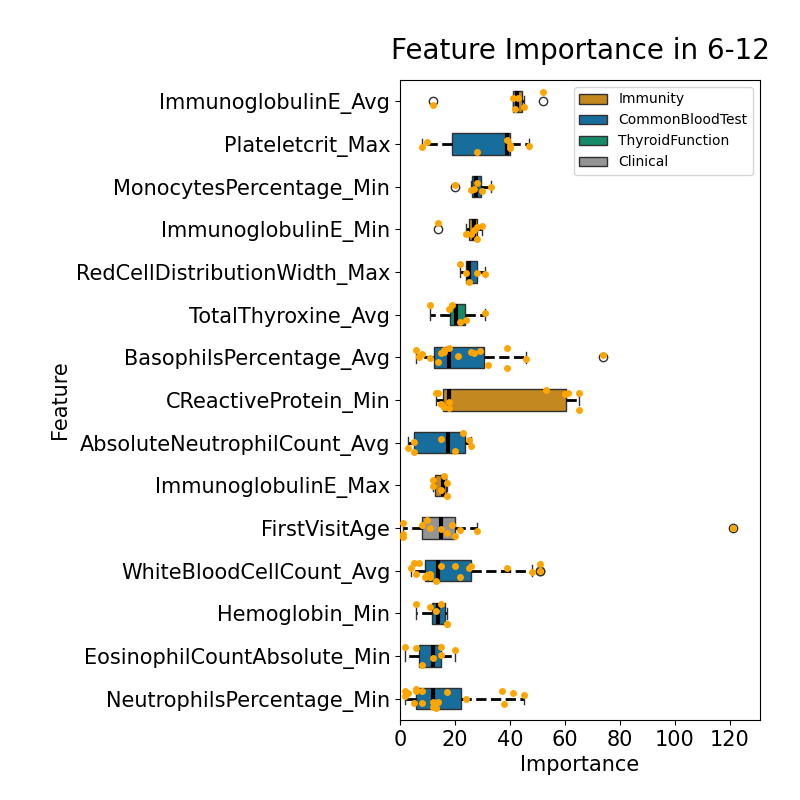 Feature Importance in 6-12
Immunity
CommonBloodTest
ThyroidFunction
Clinical
Feature
ImmunoglobulinE_Avg
Plateletcrit_Max
MonocytesPercentage_Min
ImmunoglobulinE_Min
RedCellDistributionWidth_Max
TotalThyroxine_Avg
BasophilsPercentage_Avg
CReactiveProtein_Min
AbsoluteNeutrophilCount_Avg
ImmunoglobulinE_Max
FirstVisitAge
WhiteBloodCellCount_Avg
Hemoglobin_Min
EosinophilCountAbsolute_Min
NeutrophilsPercentage_Min
0 20 40 60 80 100 120
Importance